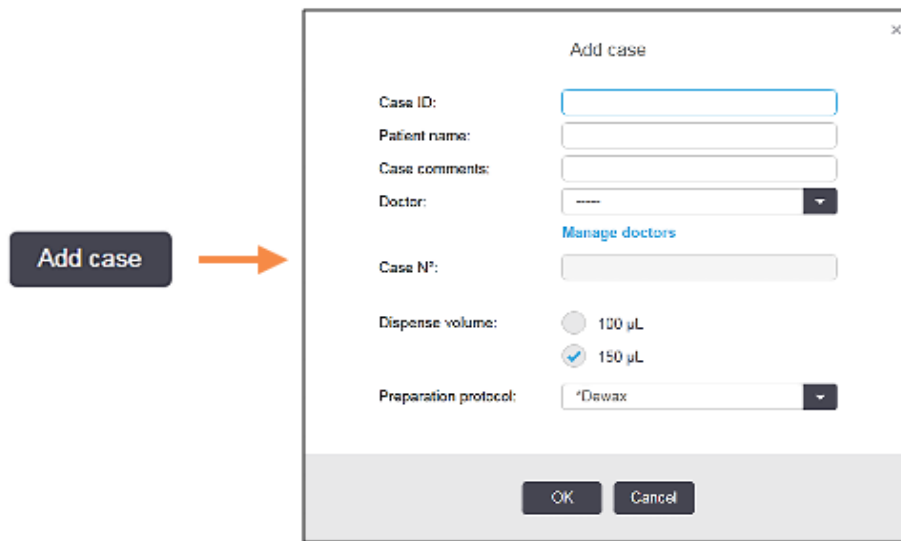 Add case
×
Add case
Case ID:
Patient name:
Case comments:
Doctor:
-----
Manage doctors
Case N°:
Dispense volume:
100 µL
150 µL
Preparation protocol:
*Dewax
OK
Cancel